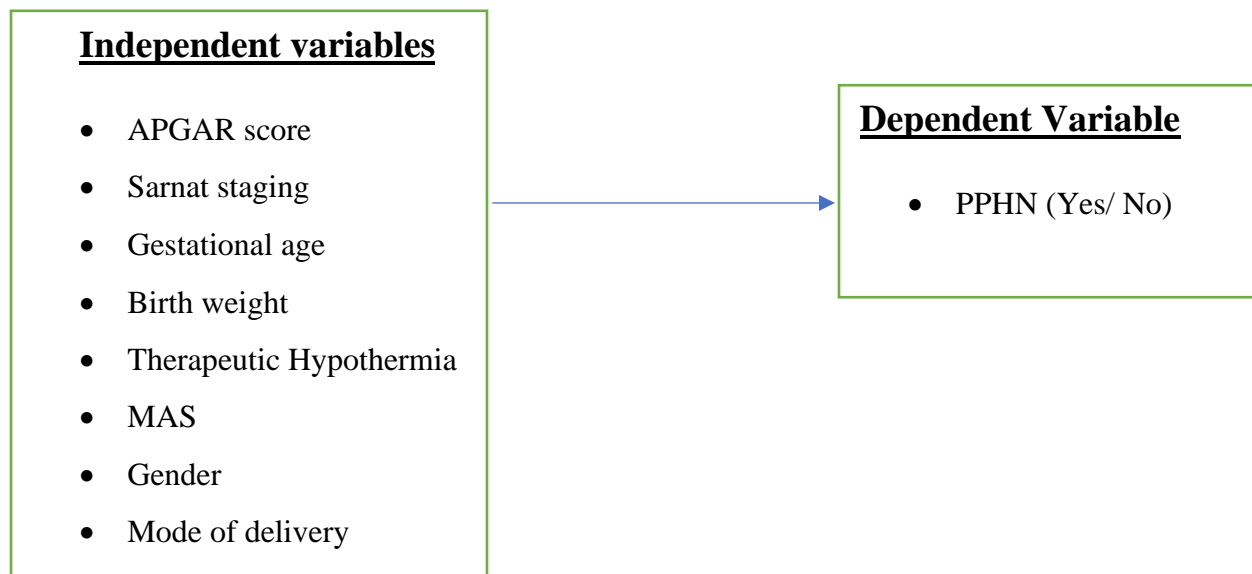 Independent variables
• APGAR score
• Sarnat staging
• Gestational age
• Birth weight
• Therapeutic Hypothermia
• MAS
• Gender
• Mode of delivery
Dependent Variable
• PPHN (Yes/ No)